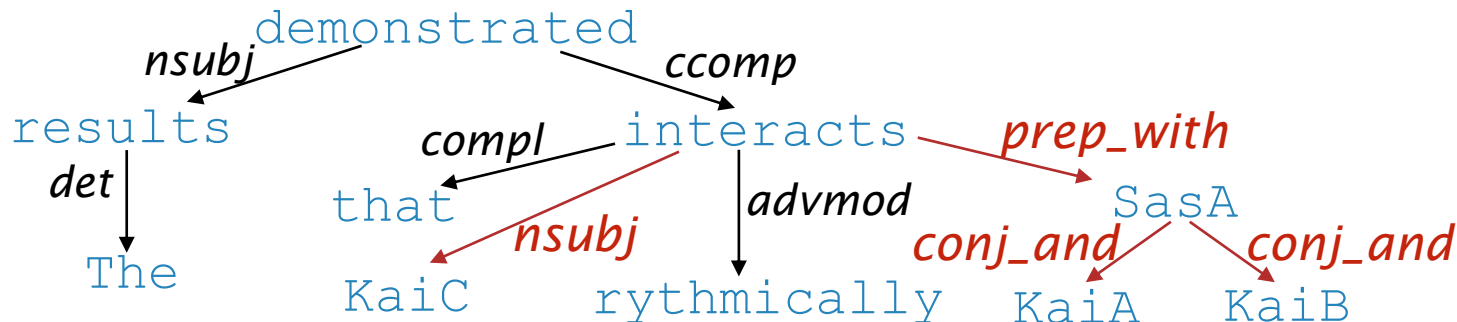 demonstrated
nsubj ccomp
results interacts prep_with
compl
det that advmod SasA
nsubj conj_and conj_and
The KaiC rythmically KaiA KaiB